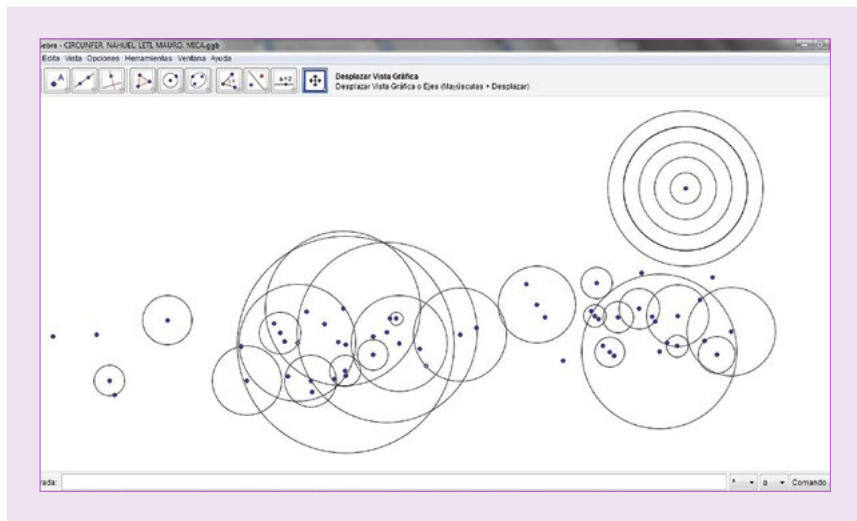 ebra - CIRCUNFER. NAHUEL. LETI. MAURO. MICA.ggb
Edita Vista Opciones Herramientas Ventana Ayuda
A
a=2
Desplazar Vista Gráfica
Desplazar Vista Gráfica o Ejes (Mayúsculas + Desplazar)
rada:
α
Comando